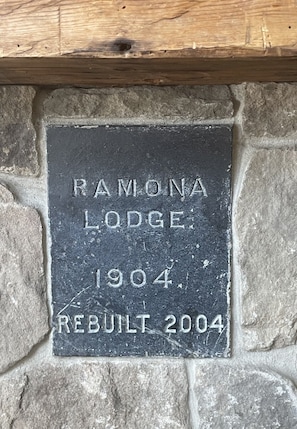 RAMONA
LODGE.
1904.
REBUILT 2004